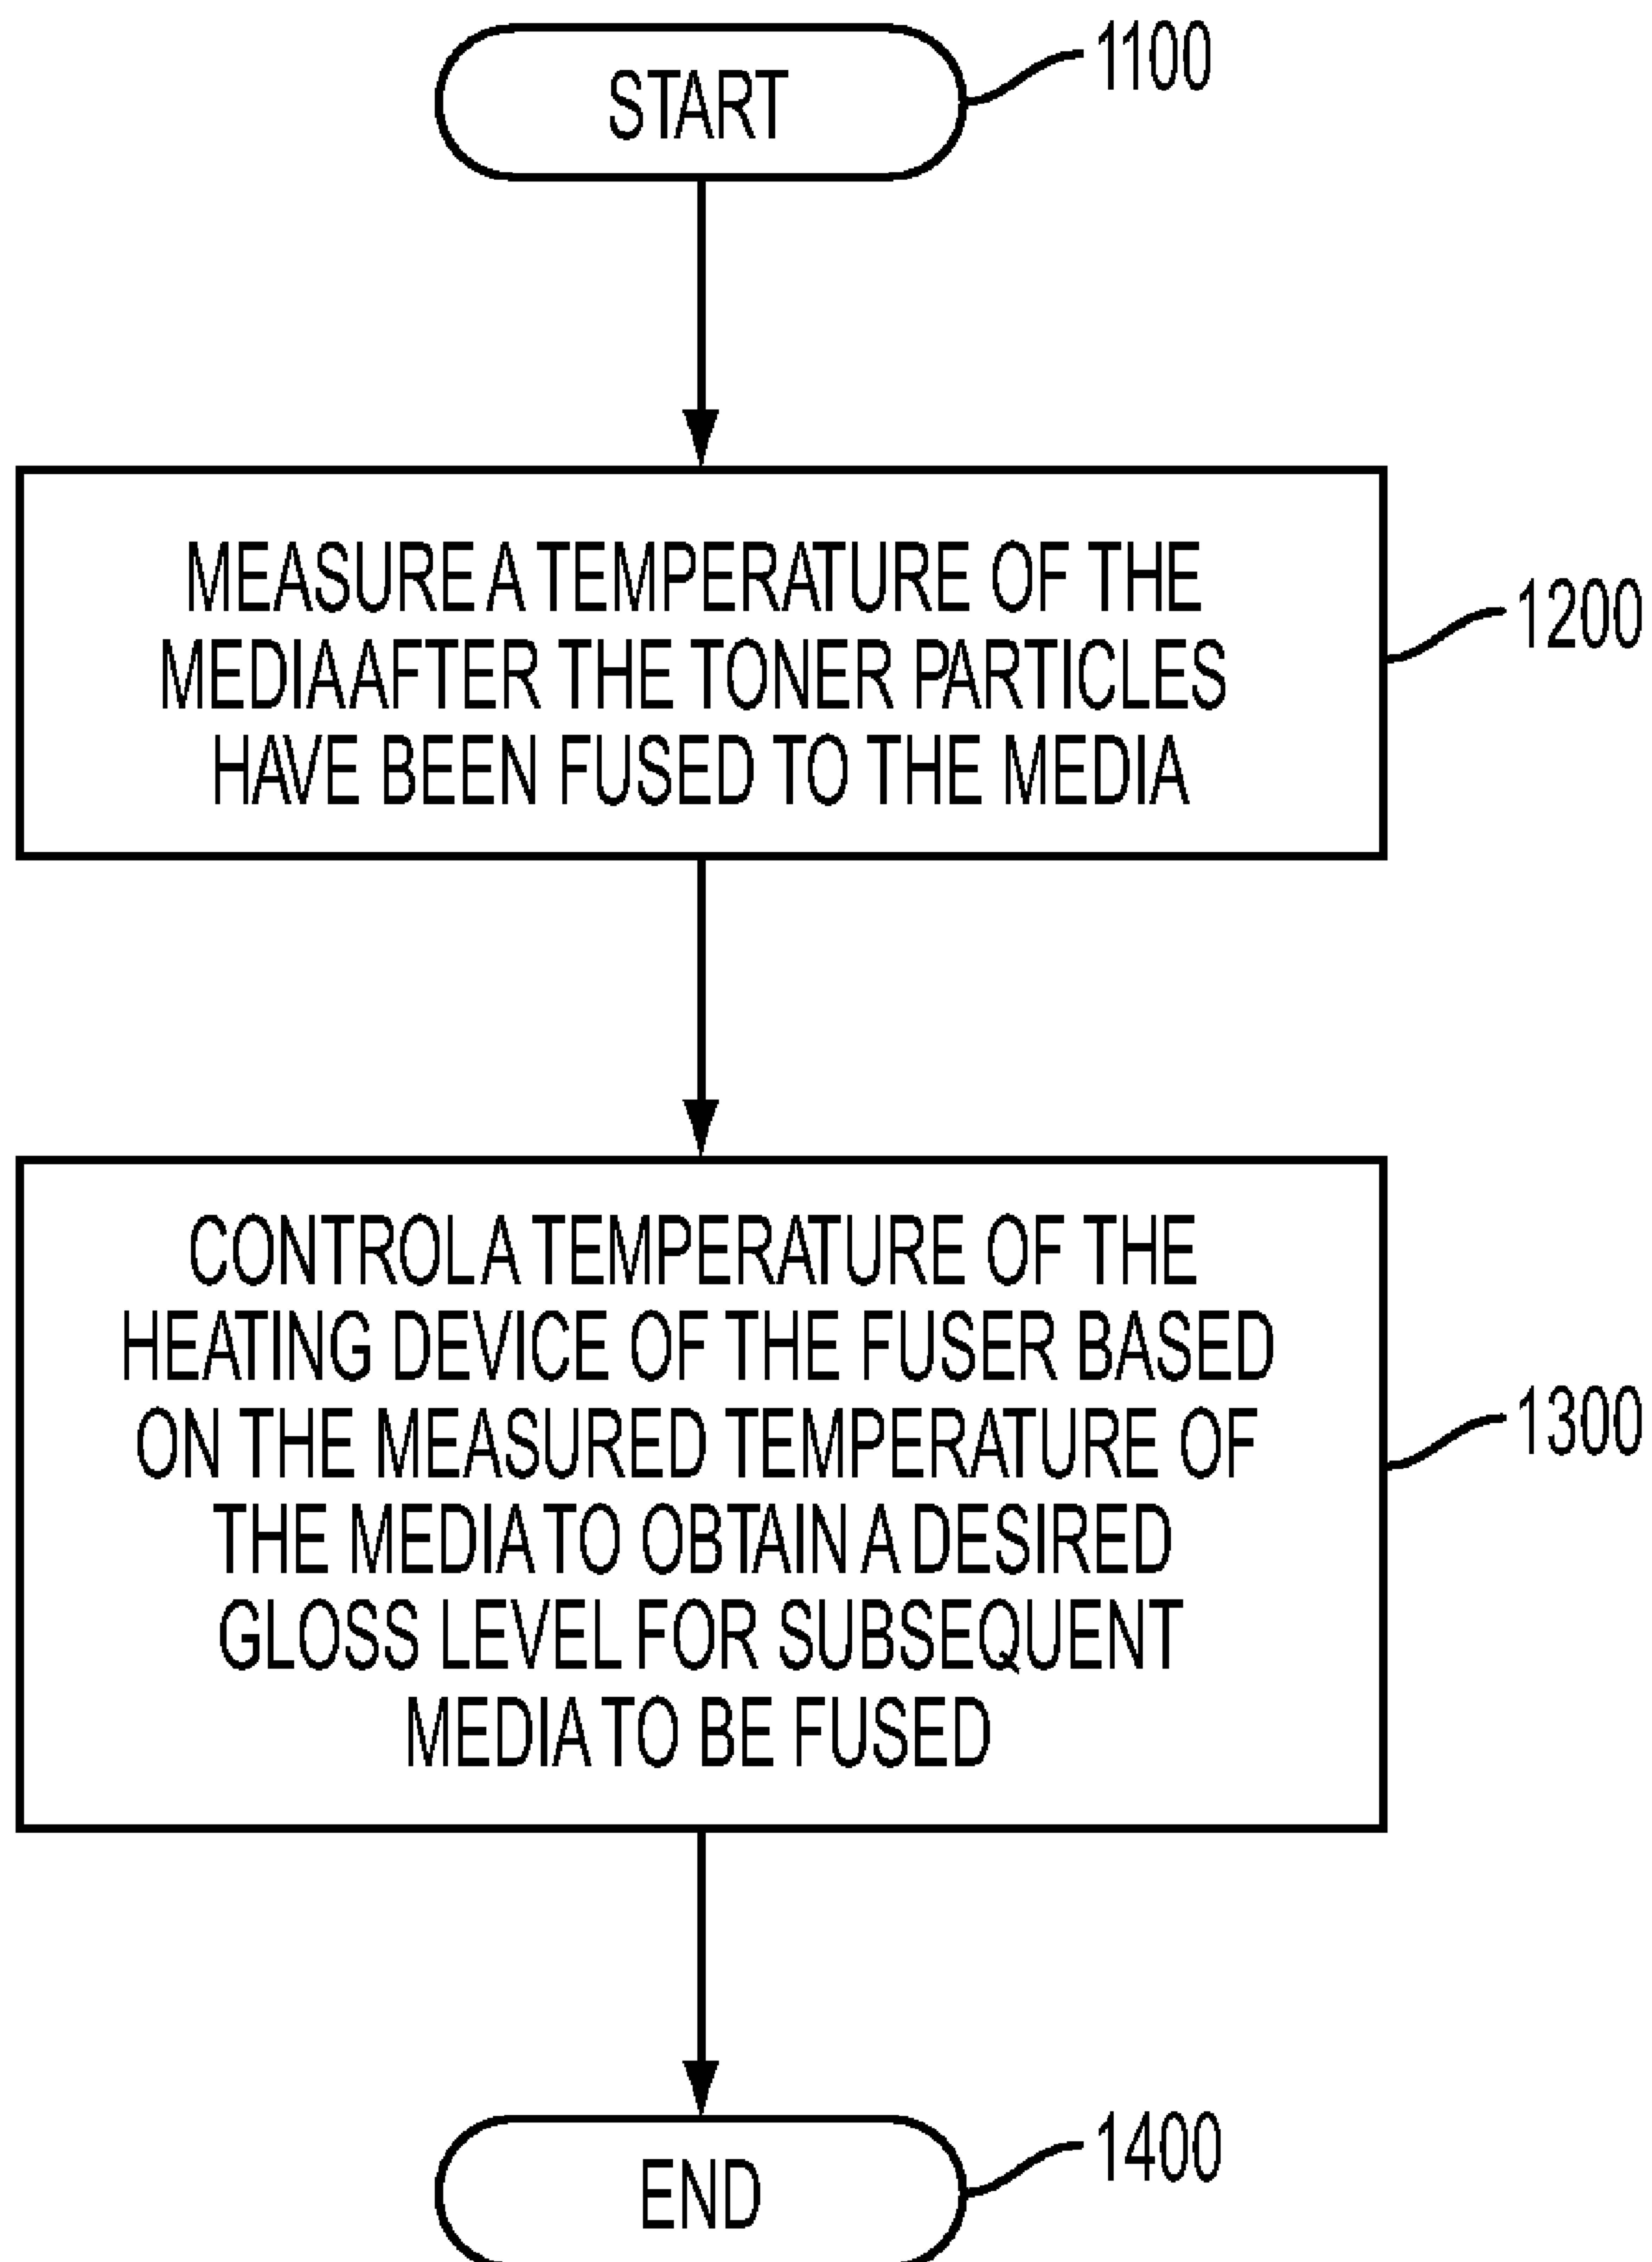 START
1100
MEASURE A TEMPERATURE OF THE
MEDIA AFTER THE TONER PARTICLES
HAVE BEEN FUSED TO THE MEDIA
1200
CONTROL A TEMPERATURE OF THE
HEATING DEVICE OF THE FUSER BASED
ON THE MEASURED TEMPERATURE OF
THE MEDIA TO OBTAIN A DESIRED
GLOSS LEVEL FOR SUBSEQUENT
MEDIA TO BE FUSED
1300
END
1400